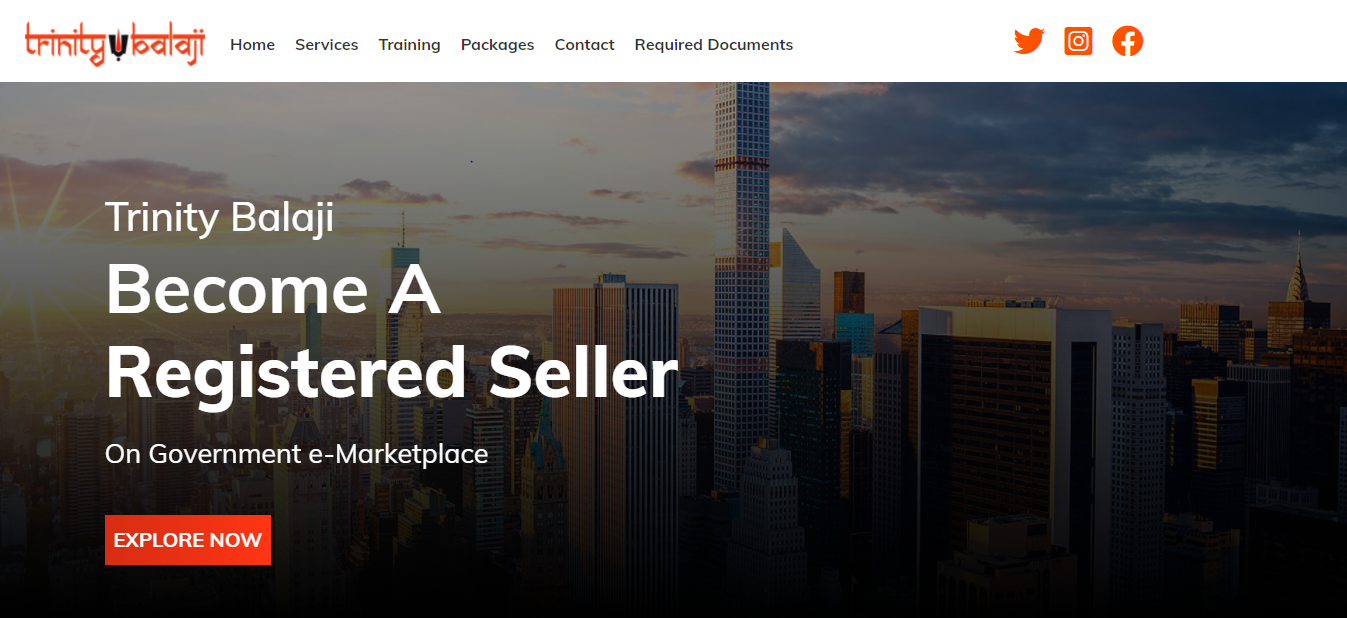 trinity balaji
Home Services Training Packages Contact Required Documents
Trinity Balaji
Become A
Registered Seller
On Government e-Marketplace
EXPLORE NOW